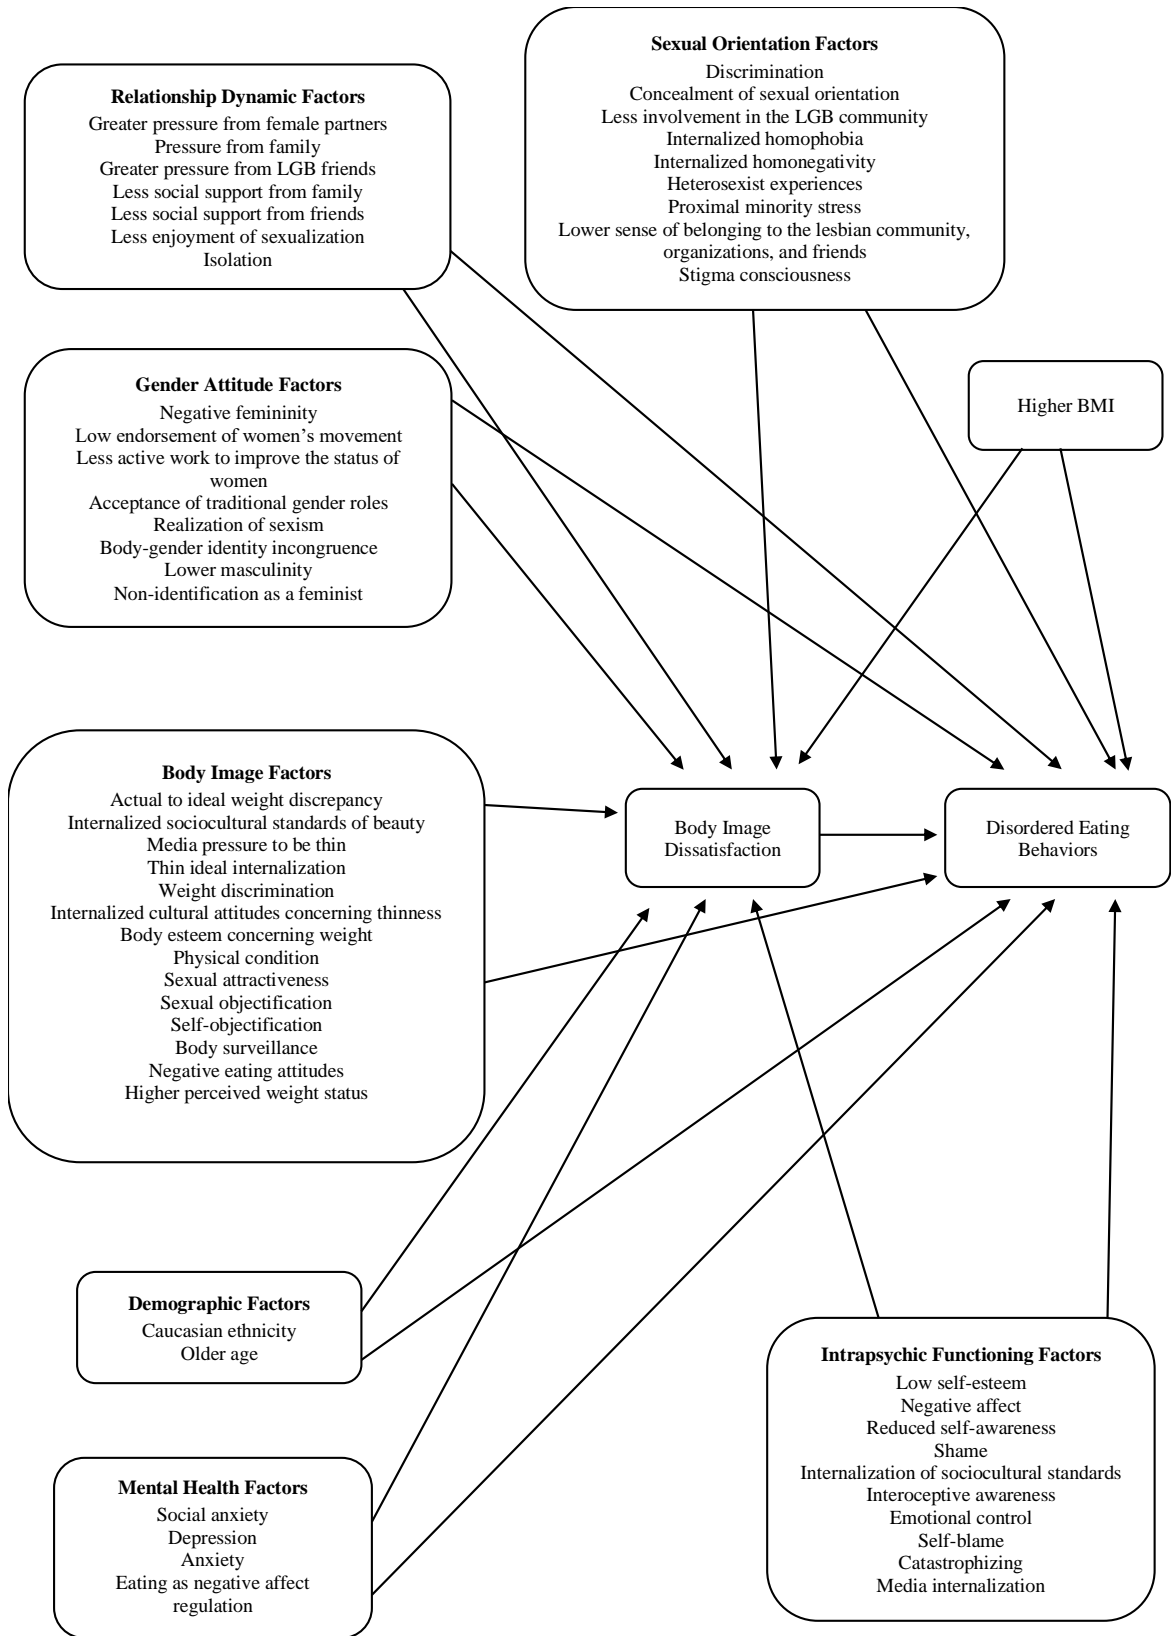 Sexual Orientation Factors
Discrimination
Concealment of sexual orientation
Less involvement in the LGB community
Internalized homophobia
Internalized homonegativity
Heterosexist experiences
Proximal minority stress
Lower sense of belonging to the lesbian community,
organizations, and friends
Stigma consciousness
Relationship Dynamic Factors
Greater pressure from female partners
Pressure from family
Greater pressure from LGB friends
Less social support from family
Less social support from friends
Less enjoyment of sexualization
Isolation
Gender Attitude Factors
Negative femininity
Low endorsement of women’s movement
Less active work to improve the status of
women
Acceptance of traditional gender roles
Realization of sexism
Body-gender identity incongruence
Lower masculinity
Non-identification as a feminist
Higher BMI
Body Image Factors
Actual to ideal weight discrepancy
Internalized sociocultural standards of beauty
Media pressure to be thin
Thin ideal internalization
Weight discrimination
Internalized cultural attitudes concerning thinness
Body esteem concerning weight
Physical condition
Sexual attractiveness
Sexual objectification
Self-objectification
Body surveillance
Negative eating attitudes
Higher perceived weight status
Body Image
Dissatisfaction
Disordered Eating
Behaviors
Demographic Factors
Caucasian ethnicity
Older age
Mental Health Factors
Social anxiety
Depression
Anxiety
Eating as negative affect
regulation
Intrapsychic Functioning Factors
Low self-esteem
Negative affect
Reduced self-awareness
Shame
Internalization of sociocultural standards
Interoceptive awareness
Emotional control
Self-blame
Catastrophizing
Media internalization